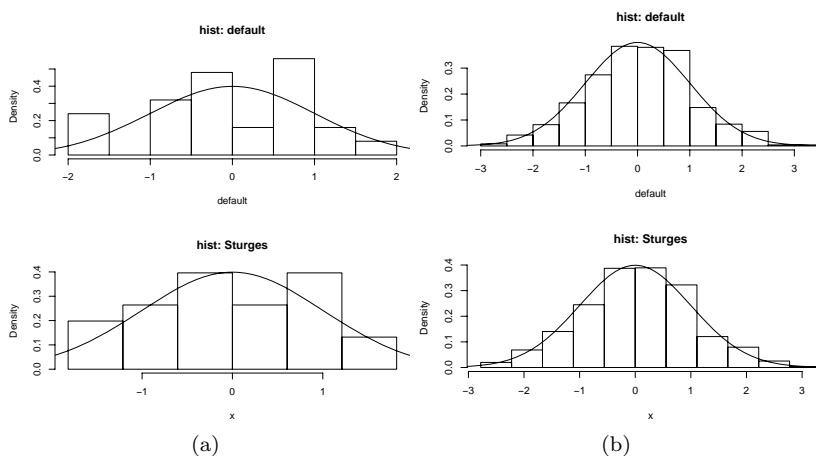 hist: default
Density
0.0 0.2 0.4
−2 −1 0 1 2
default
hist: Sturges
Density
0.0 0.1 0.2 0.3 0.4
−1 0 1
x
(a)
hist: default
Density
0.0 0.1 0.2 0.3
−3 −2 −1 0 1 2 3
default
hist: Sturges
Density
0.0 0.1 0.2 0.3 0.4
−3 −2 −1 0 1 2 3
x
(b)